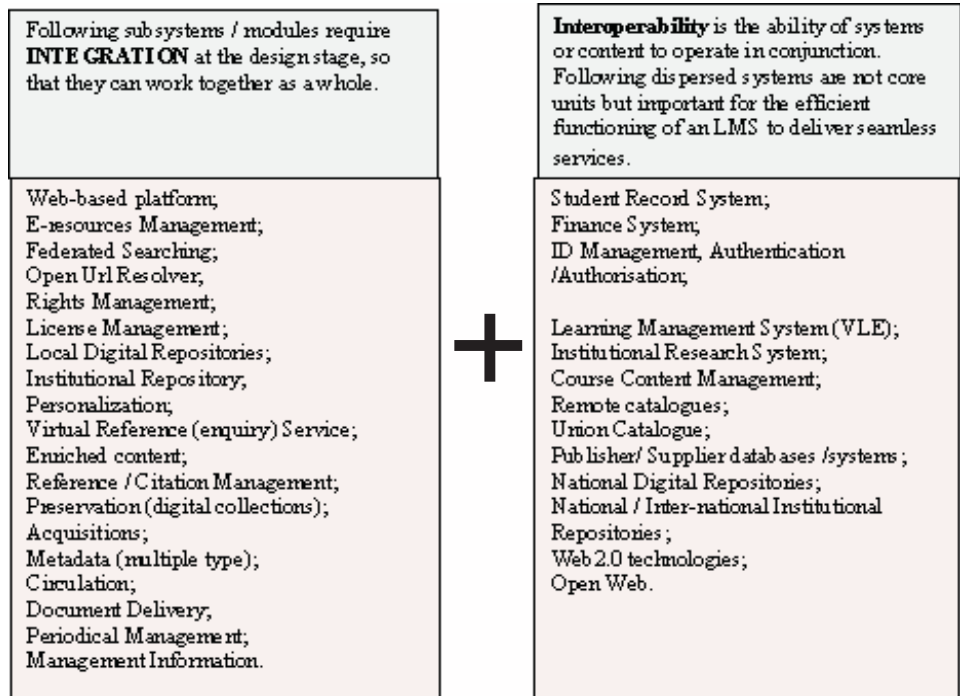 Following subsystems / modules require
INTEGRATION at the design stage, so
that they can work together as a whole.
Web-based platform;
E-resources Management;
Federated Searching;
Open Url Resolver;
Rights Management;
License Management;
Local Digital Repositories;
Institutional Repository;
Personalization;
Virtual Reference (enquiry) Service;
Enriched content;
Reference / Citation Management;
Preservation (digital collections);
Acquisitions;
Metadata (multiple type);
Circulation;
Document Delivery;
Periodical Management;
Management Information.
+
Interoperability is the ability of systems
or content to operate in conjunction.
Following dispersed systems are not core
units but important for the efficient
functioning of an LMS to deliver seamless
services.
Student Record System;
Finance System;
ID Management, Authentication
/Authorisation;
Learning Management System (VLE);
Institutional Research System;
Course Content Management;
Remote catalogues;
Union Catalogue;
Publisher/ Supplier databases /systems;
National Digital Repositories;
National / Inter-national Institutional
Repositories;
Web 2.0 technologies;
Open Web.